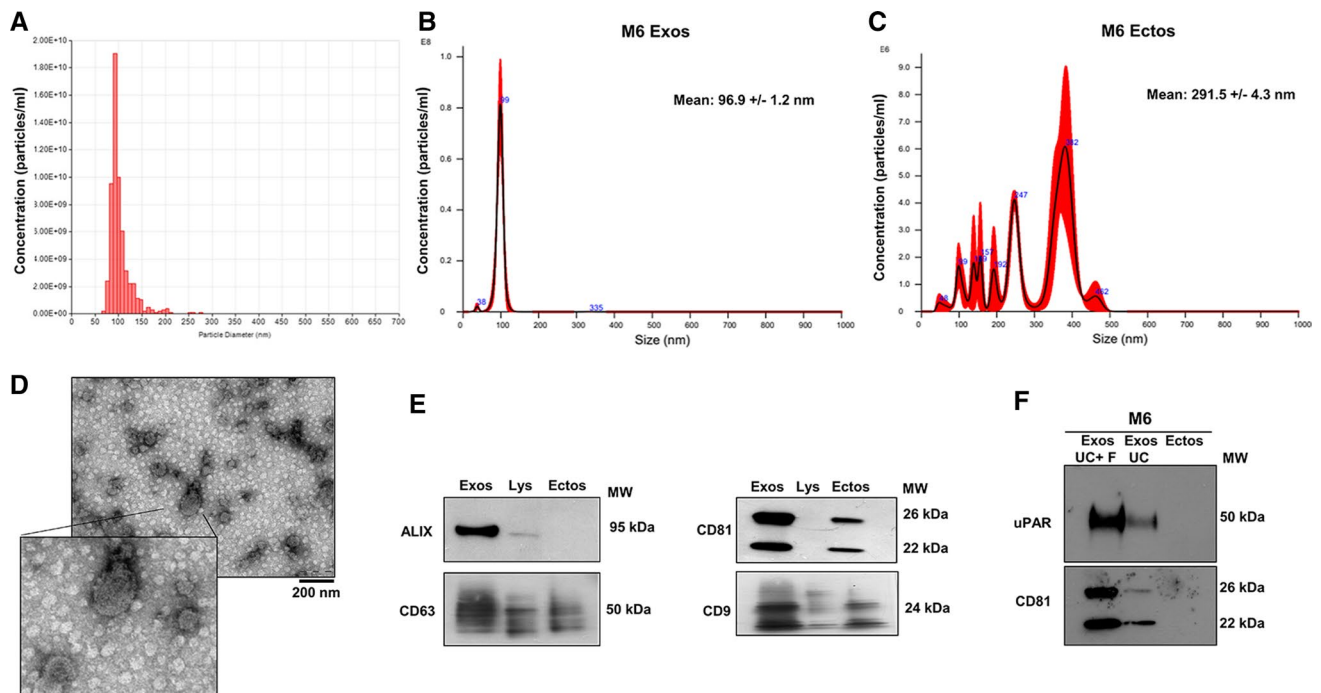 A
2.00E+10
1.80E+10
1.60E+10
1.40E+10
1.20E+10
1.00E+10
8.00E+09
6.00E+09
4.00E+09
2.00E+09
0.00E+00
0 50 100 150 200 250 300 350 400 450 500 550 600 650 700
Concentration (particles/ml)
Particle Diameter (nm)
B
M6 Exos
E8
1.0
0.8
0.6
0.4
0.2
0
0 100 200 300 400 500 600 700 800 900 1000
Concentration (particles/ml)
Size (nm)
Mean: 96.9 +/- 1.2 nm
38
99
335
C
M6 Ectos
E6
9.0
8.0
7.0
6.0
5.0
4.0
3.0
2.0
1.0
0
0 100 200 300 400 500 600 700 800 900 1000
Concentration (particles/ml)
Size (nm)
Mean: 291.5 +/- 4.3 nm
157
247
D
200 nm
E
Exos Lys Ectos MW
ALIX 95 kDa
CD63 50 kDa
Exos Lys Ectos MW
CD81 26 kDa
22 kDa
CD9 24 kDa
F
M6
Exos Exos Ectos
UC+ F UC MW
uPAR 50 kDa
CD81 26 kDa
22 kDa